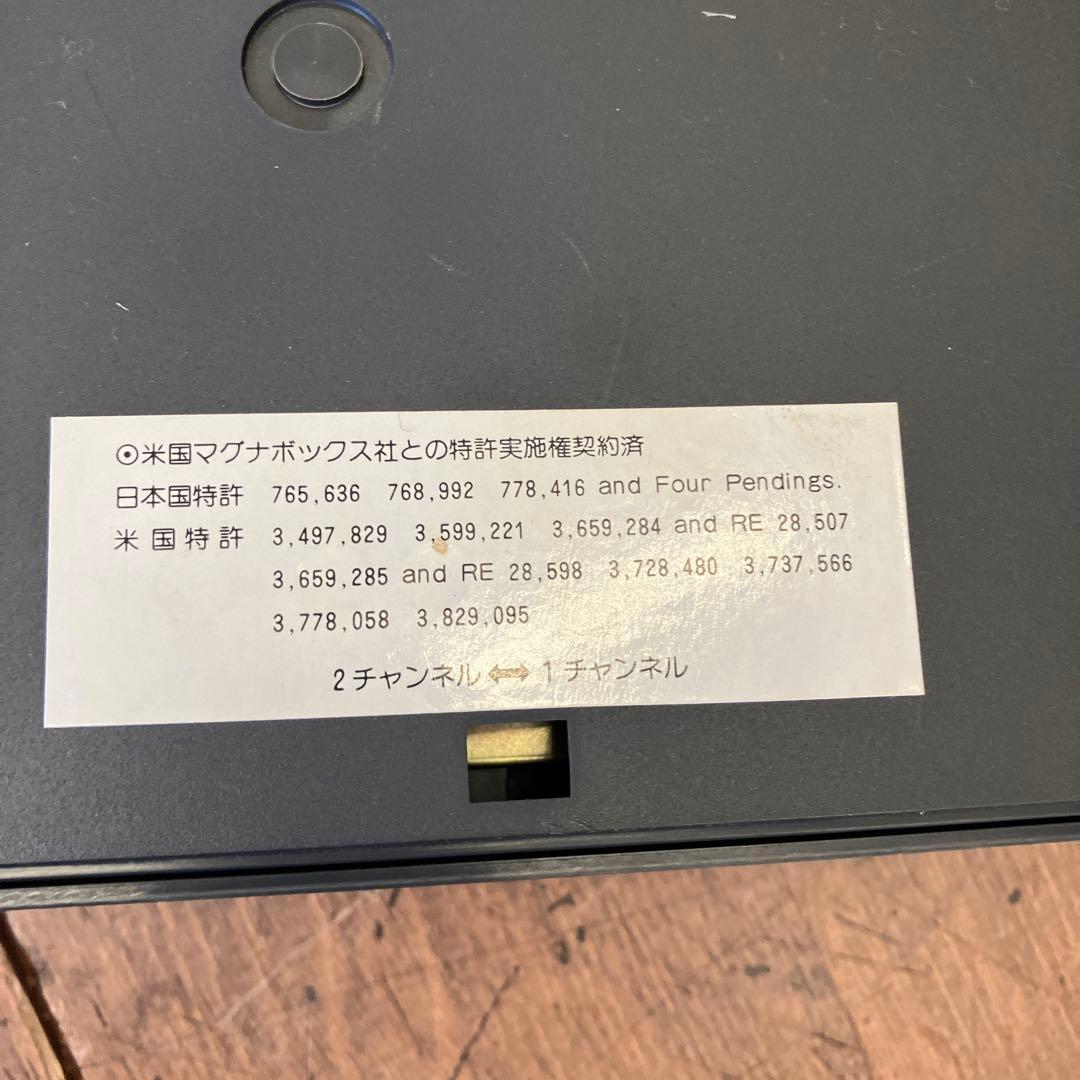 ⦿米国マグナボックス社との特許実施権契約済
日本国特許 765,636 768,992 778,416 and Four Pendings.
米国特許 3,497,829 3,599,221 3,659,284 and RE 28,507
3,659,285 and RE 28,598 3,728,480 3,737,566
3,778,058 3,829,095
2チャンネル⟺1チャンネル